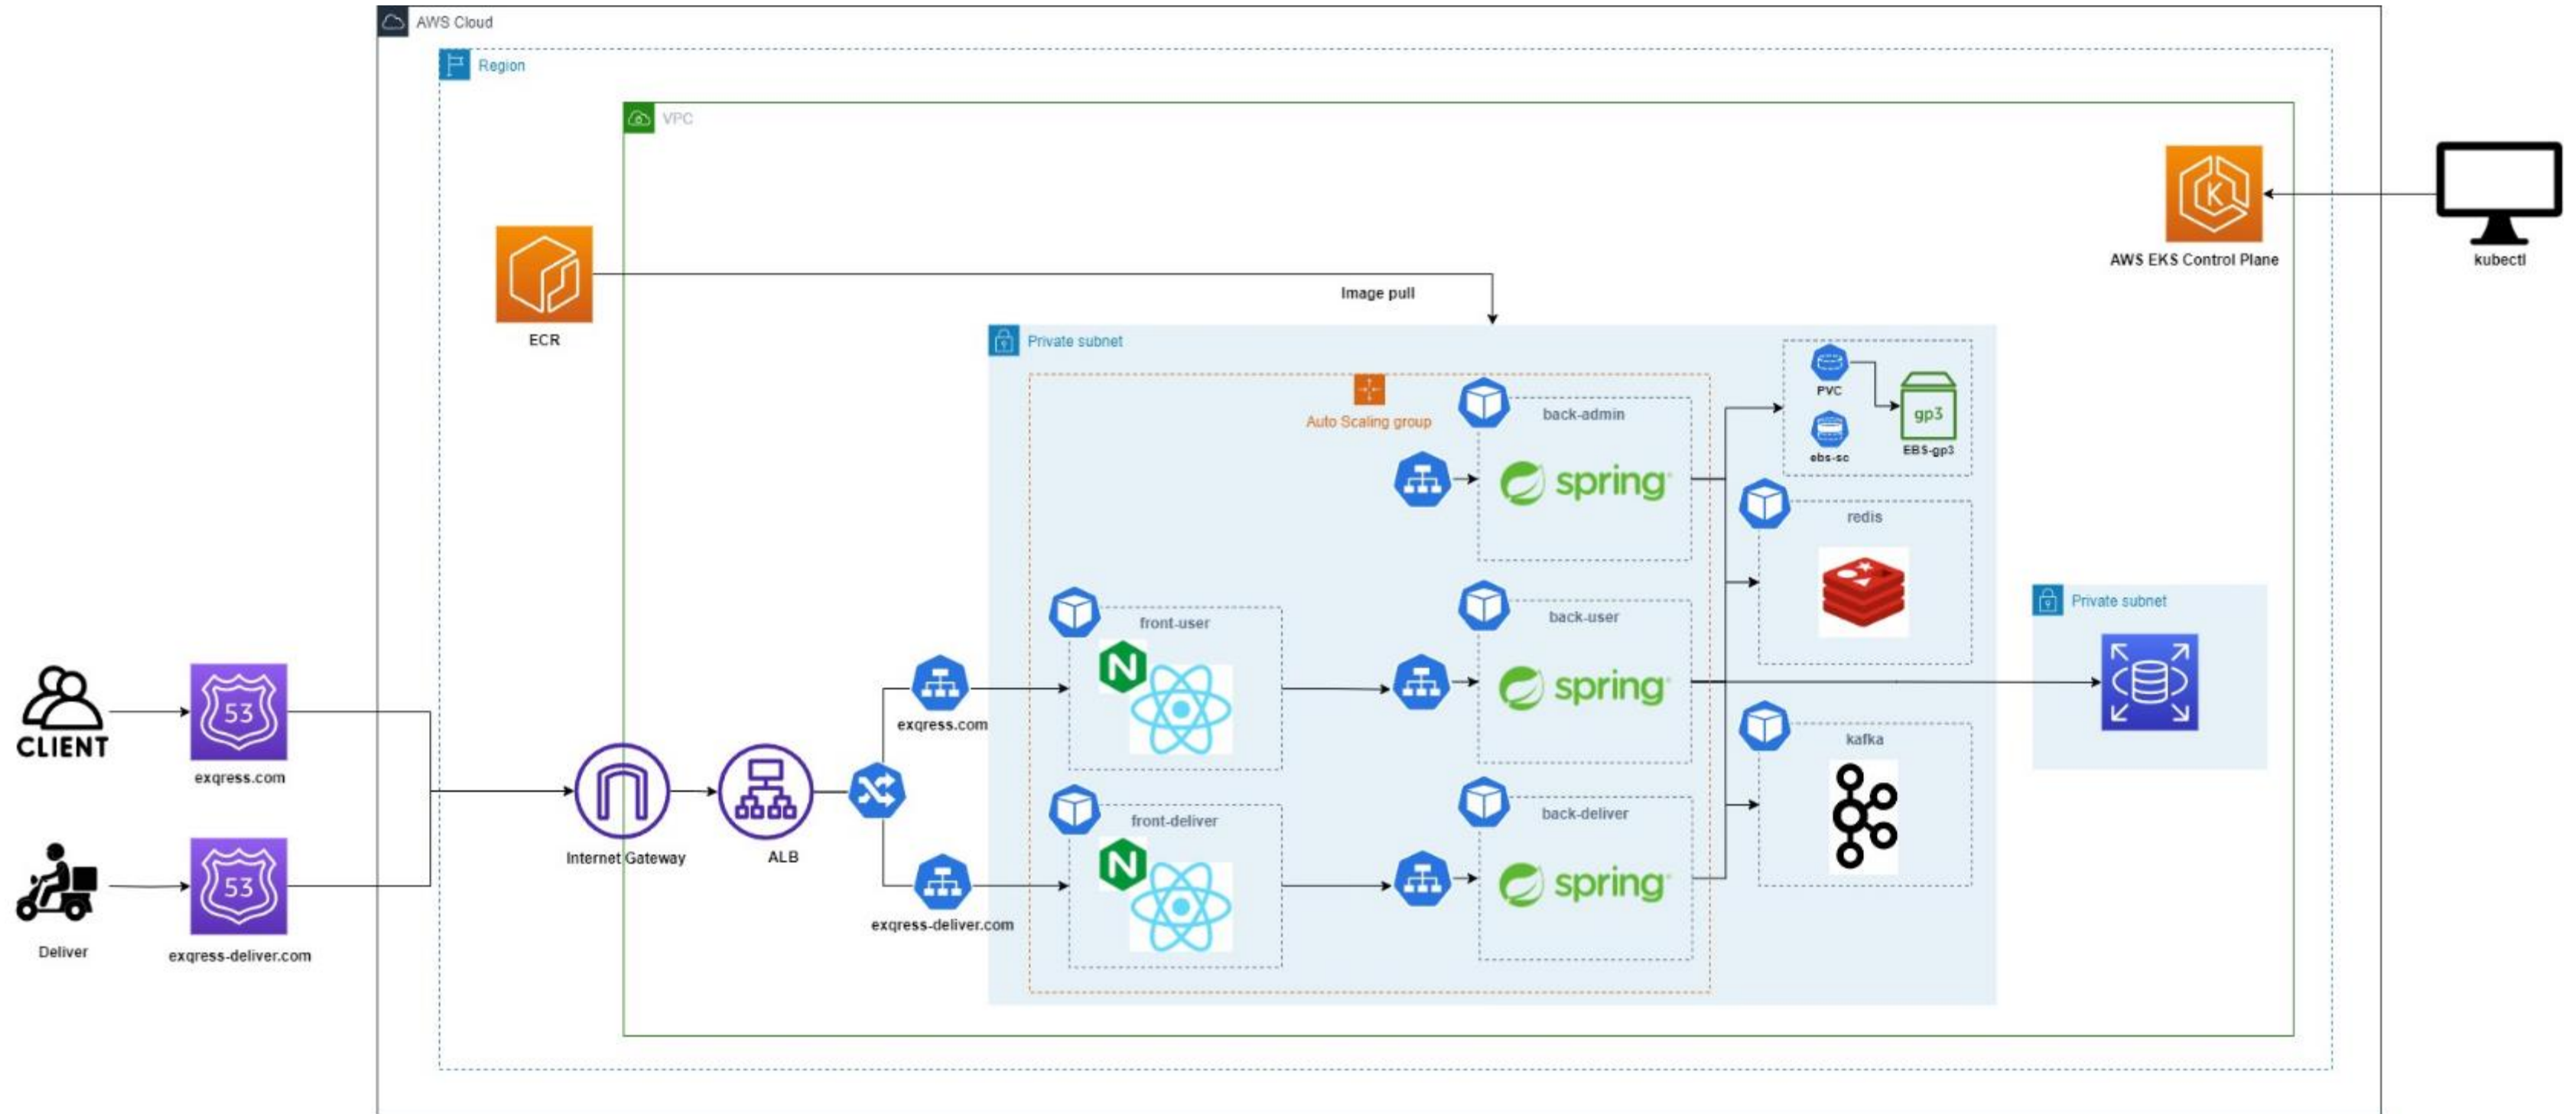 AWS Cloud
Region
VPC
AWS EKS Control Plane
kubectl
ECR
Image pull
Private subnet
Auto Scaling group
back-admin
spring
PVC
ebs-sc
gp3
EBS-gp3
redis
front-user
N
back-user
spring
Private subnet
CLIENT
53
exqress.com
exqress.com
kafka
Internet Gateway
ALB
front-deliver
N
back-deliver
spring
Deliver
53
exqress-deliver.com
exqress-deliver.com
K